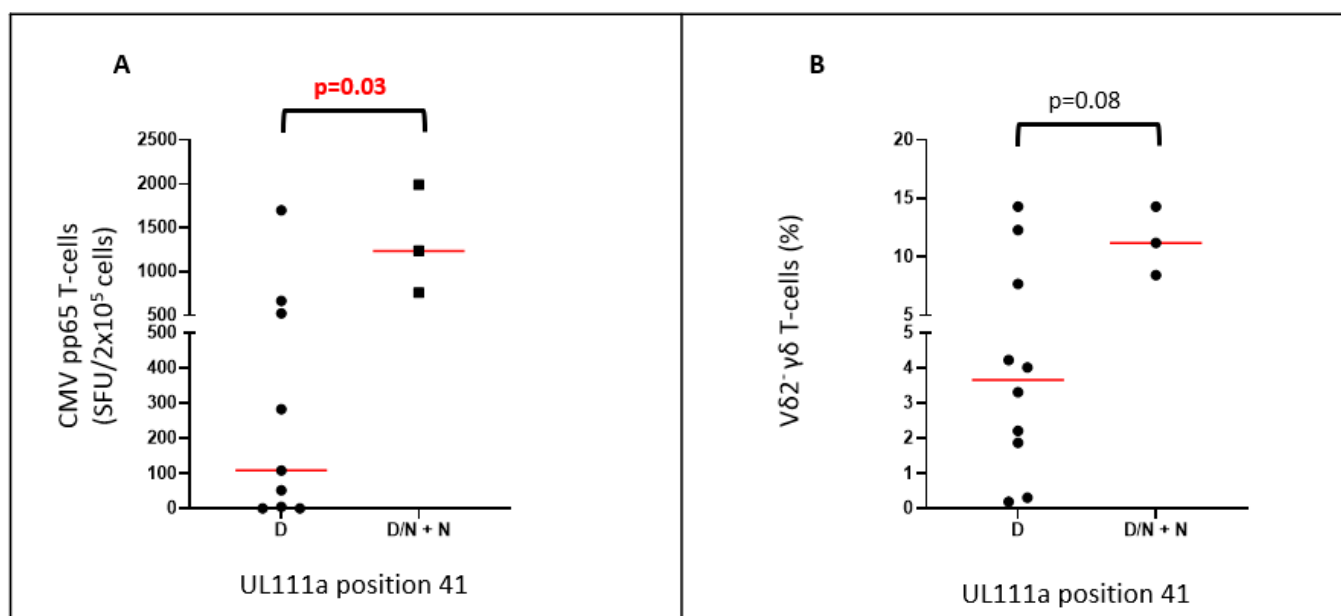 A
p=0.03
2500
2000
1500
1000
500
500
400
300
200
100
0
CMV pp65 T-cells
(SFU/2x10⁵ cells)
D
D/N + N
UL111a position 41
B
p=0.08
20
15
10
5
5
4
3
2
1
0
Vδ2⁻ γδ T-cells (%)
D
D/N + N
UL111a position 41